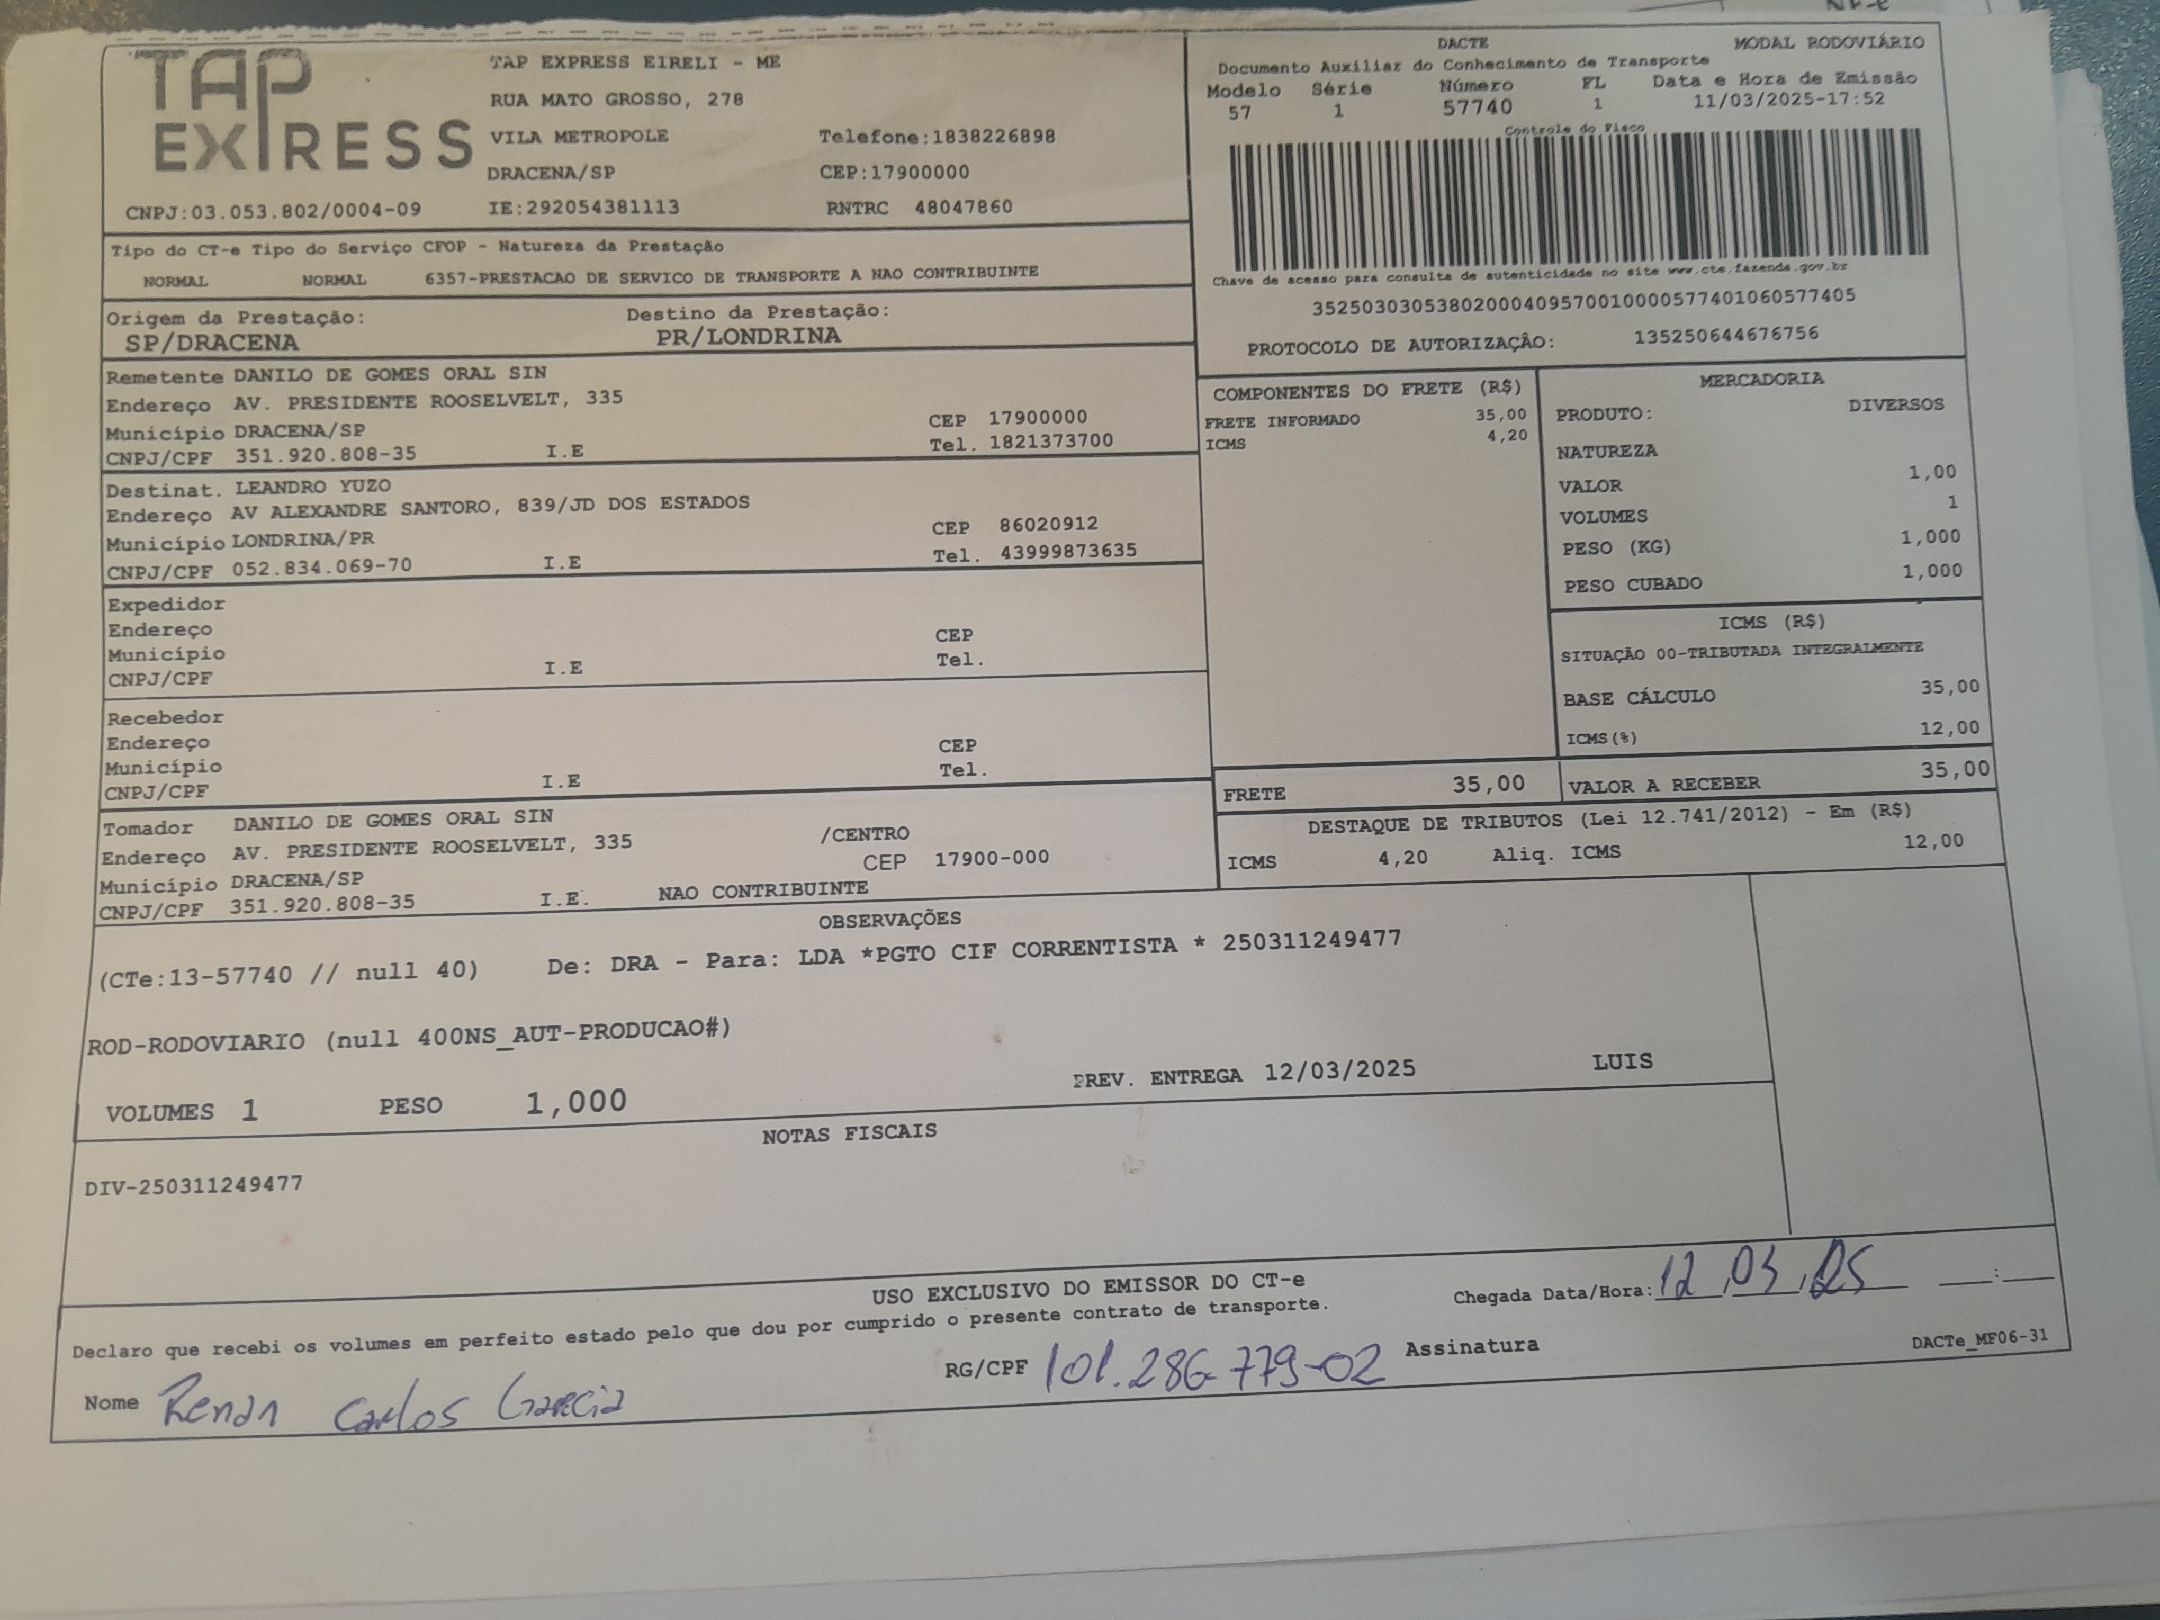 TAP
EXPRESS
TAP EXPRESS EIRELI - ME
RUA MATO GROSSO, 278
VILA METROPOLE Telefone:1838226898
DRACENA/SP CEP:17900000
CNPJ:03.053.802/0004-09 IE:292054381113 RNTRC 48047860
DACTE MODAL RODOVIÁRIO
Documento Auxiliar do Conhecimento de Transporte
Modelo Série Número FL Data e Hora de Emissão
57 1 57740 1 11/03/2025-17:52
Controle do Fisco
Chave de acesso para consulta de autenticidade no site www.cte.fazenda.gov.br
35250303053802000409570010000577401060577405
PROTOCOLO DE AUTORIZAÇÂO: 135250644676756
Tipo do CT-e Tipo do Serviço CFOP - Natureza da Prestação
NORMAL NORMAL 6357-PRESTACAO DE SERVICO DE TRANSPORTE A NAO CONTRIBUINTE
Origem da Prestação: Destino da Prestação:
SP/DRACENA PR/LONDRINA
Remetente DANILO DE GOMES ORAL SIN
Endereço AV. PRESIDENTE ROOSELVELT, 335
Município DRACENA/SP CEP 17900000
CNPJ/CPF 351.920.808-35 I.E Tel. 1821373700
Destinat. LEANDRO YUZO
Endereço AV ALEXANDRE SANTORO, 839/JD DOS ESTADOS
Município LONDRINA/PR CEP 86020912
CNPJ/CPF 052.834.069-70 I.E Tel. 43999873635
Expedidor
Endereço
Município CEP
CNPJ/CPF I.E Tel.
Recebedor
Endereço
Município CEP
CNPJ/CPF I.E Tel.
Tomador DANILO DE GOMES ORAL SIN
Endereço AV. PRESIDENTE ROOSELVELT, 335 /CENTRO
Município DRACENA/SP CEP 17900-000
CNPJ/CPF 351.920.808-35 I.E. NAO CONTRIBUINTE
COMPONENTES DO FRETE (R$)
FRETE INFORMADO 35,00
ICMS 4,20
MERCADORIA
PRODUTO: DIVERSOS
NATUREZA
VALOR 1,00
VOLUMES 1
PESO (KG) 1,000
PESO CUBADO 1,000
ICMS (R$)
SITUAÇÃO 00-TRIBUTADA INTEGRALMENTE
BASE CÁLCULO 35,00
ICMS(%) 12,00
FRETE 35,00 VALOR A RECEBER 35,00
DESTAQUE DE TRIBUTOS (Lei 12.741/2012) - Em (R$)
ICMS 4,20 Aliq. ICMS 12,00
OBSERVAÇÕES
(CTe:13-57740 // null 40) De: DRA - Para: LDA *PGTO CIF CORRENTISTA * 250311249477
ROD-RODOVIARIO (null 400NS_AUT-PRODUCAO#)
PREV. ENTREGA 12/03/2025 LUIS
VOLUMES 1 PESO 1,000
NOTAS FISCAIS
DIV-250311249477
USO EXCLUSIVO DO EMISSOR DO CT-e
Declaro que recebi os volumes em perfeito estado pelo que dou por cumprido o presente contrato de transporte.
Chegada Data/Hora: 12,03,25 __:__
Nome Renan Carlos Garcia RG/CPF 101.286.779-02 Assinatura
DACTe_MF06-31